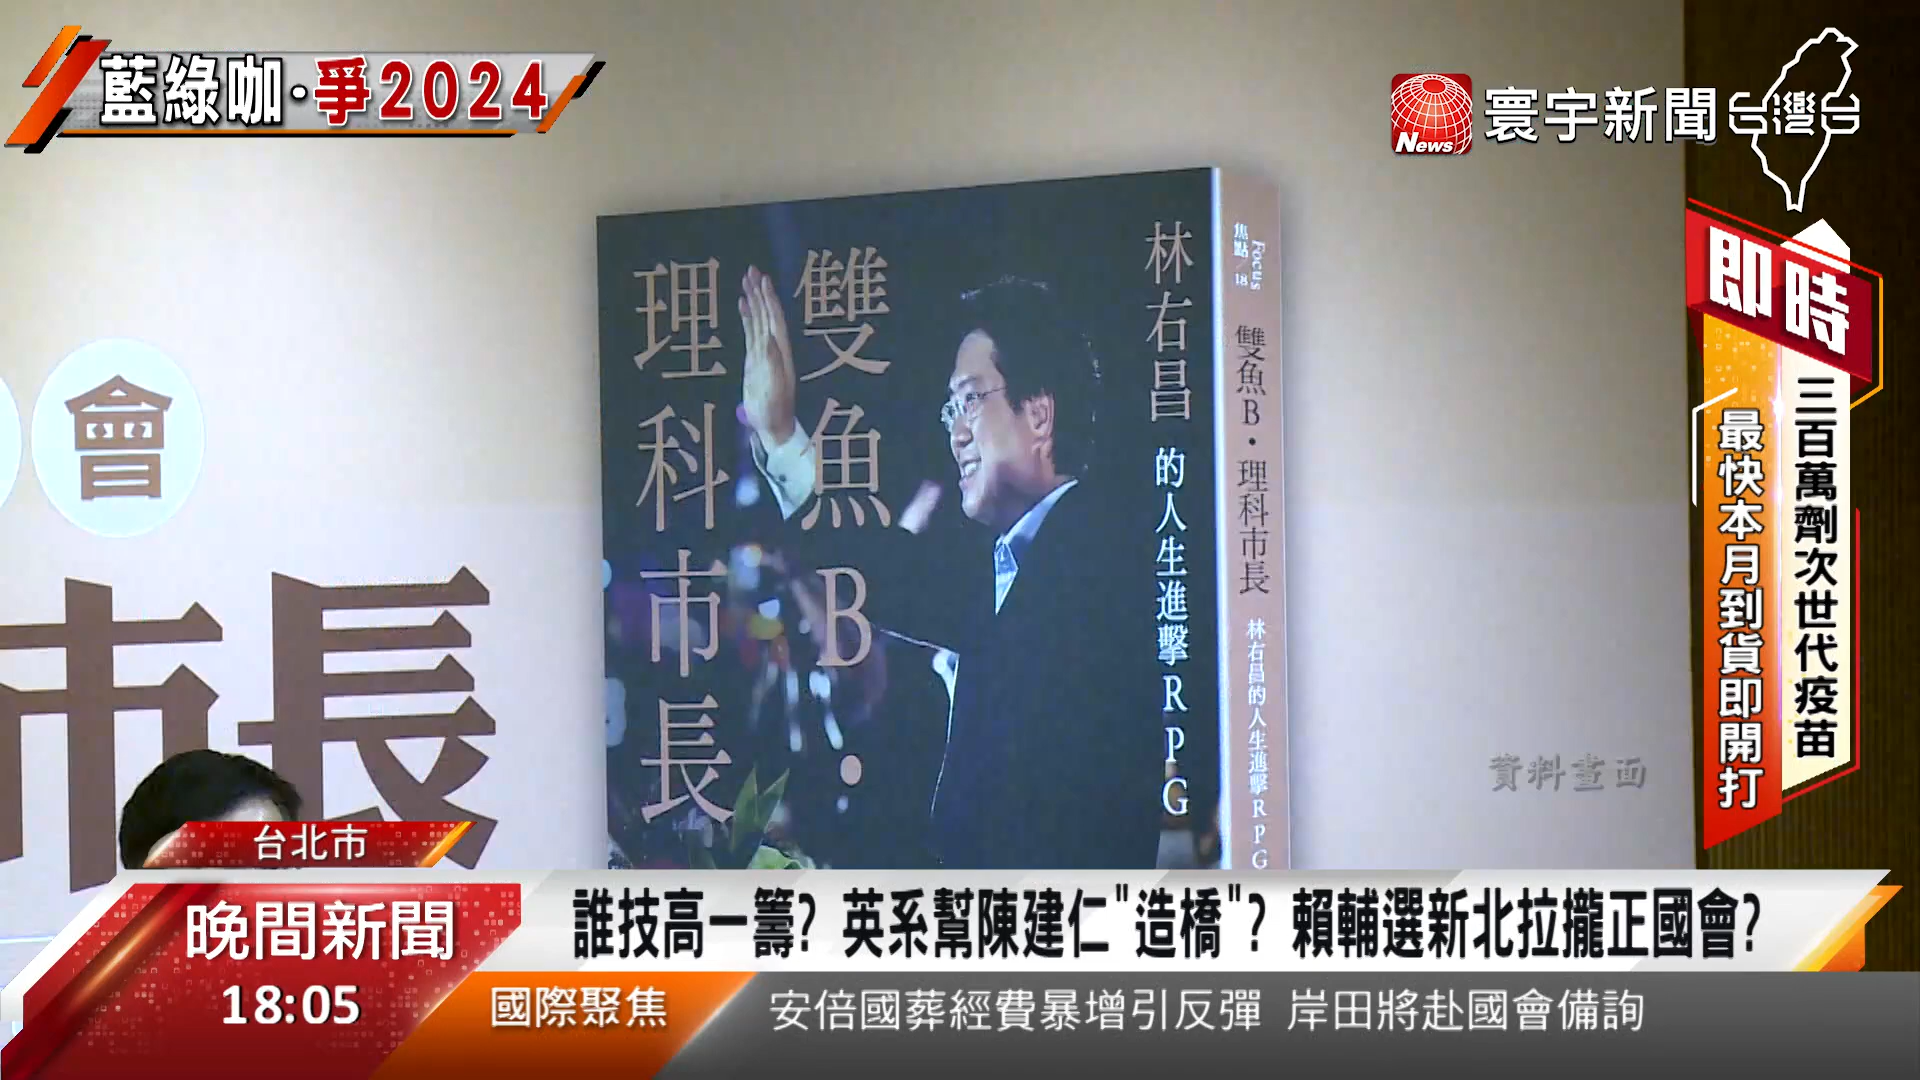 藍綠咖·爭2024
News
寰宇新聞
台灣
即時
三百萬劑次世代疫苗
最快本月到貨即開打
會
市長
林右昌 的人生進擊RPG
雙魚B·
理科市長
Focus
焦點/18
雙魚B·理科市長 林右昌的人生進擊RPG
資料畫面
台北市
晚間新聞
18:05
誰技高一籌? 英系幫陳建仁"造橋"? 賴輔選新北拉攏正國會?
國際聚焦
安倍國葬經費暴增引反彈 岸田將赴國會備詢